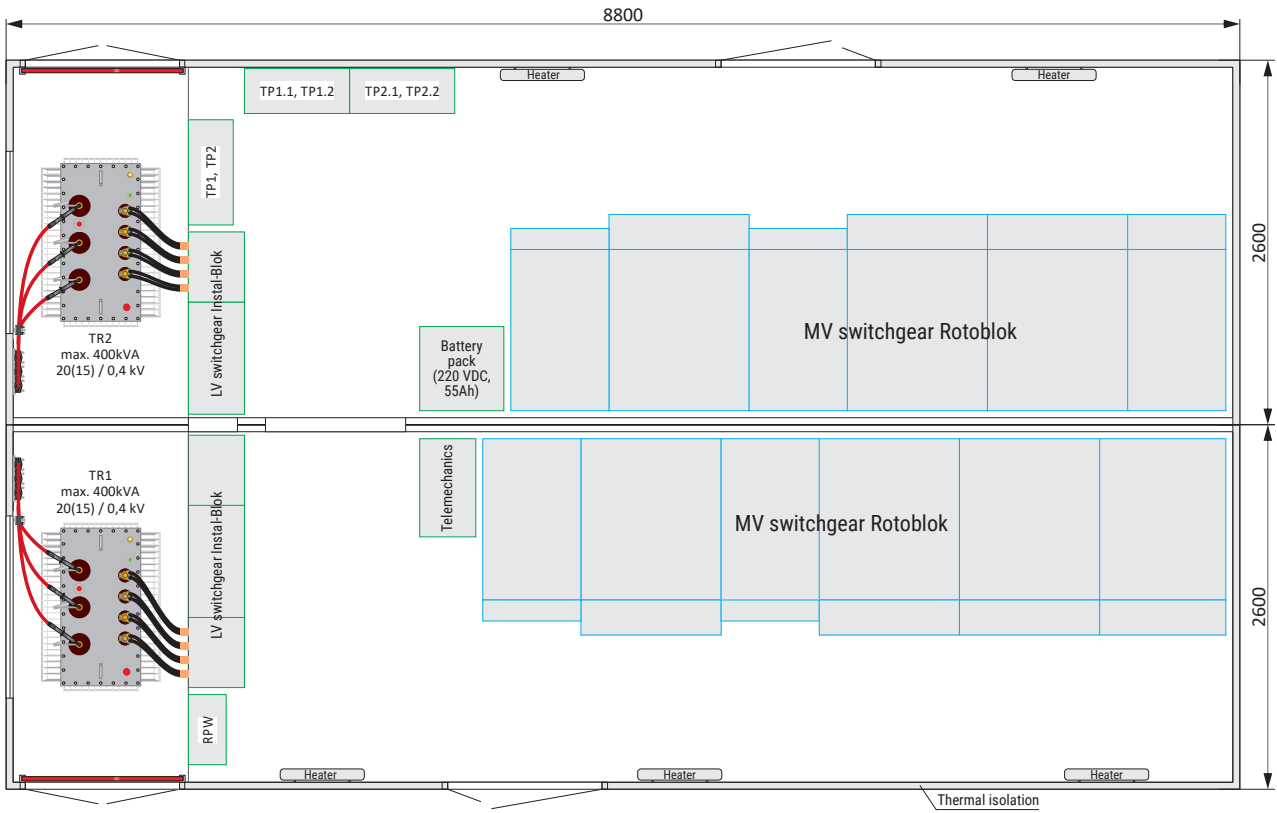 8800
Heater
Heater
TP1.1, TP1.2
TP2.1, TP2.2
TP1, TP2
2600
LV switchgear Instal-Blok
MV switchgear Rotoblok
TR2
max. 400kVA
20(15) / 0,4 kV
Battery
pack
(220 VDC,
55Ah)
TR1
max. 400kVA
20(15) / 0,4 kV
LV switchgear Instal-Blok
Telemechanics
MV switchgear Rotoblok
2600
RPW
Heater
Heater
Heater
Thermal isolation